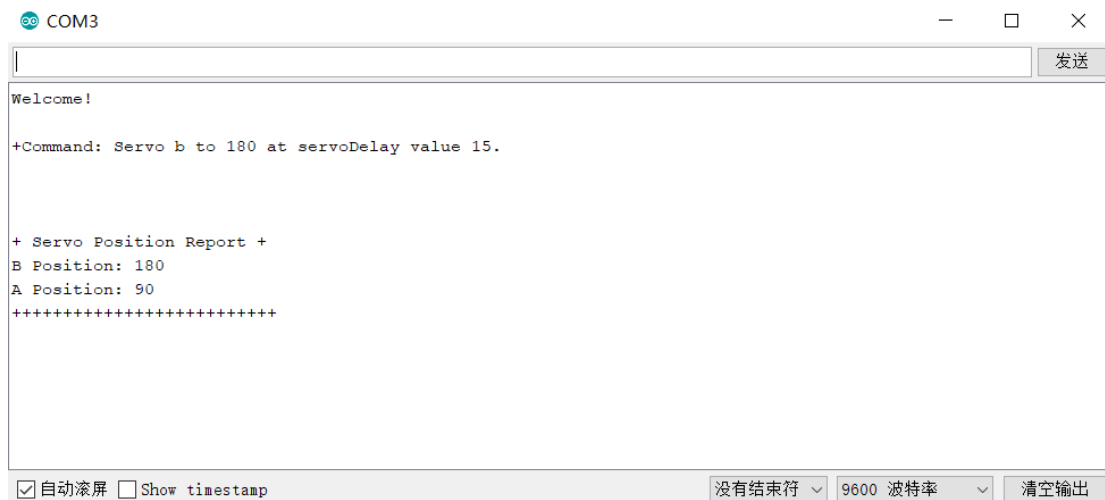 COM3
发送
Welcome!
+Command: Servo b to 180 at servoDelay value 15.
+ Servo Position Report +
B Position: 180
A Position: 90
++++++++++++++++++++++++++
自动滚屏 Show timestamp 没有结束符 9600 波特率 清空输出